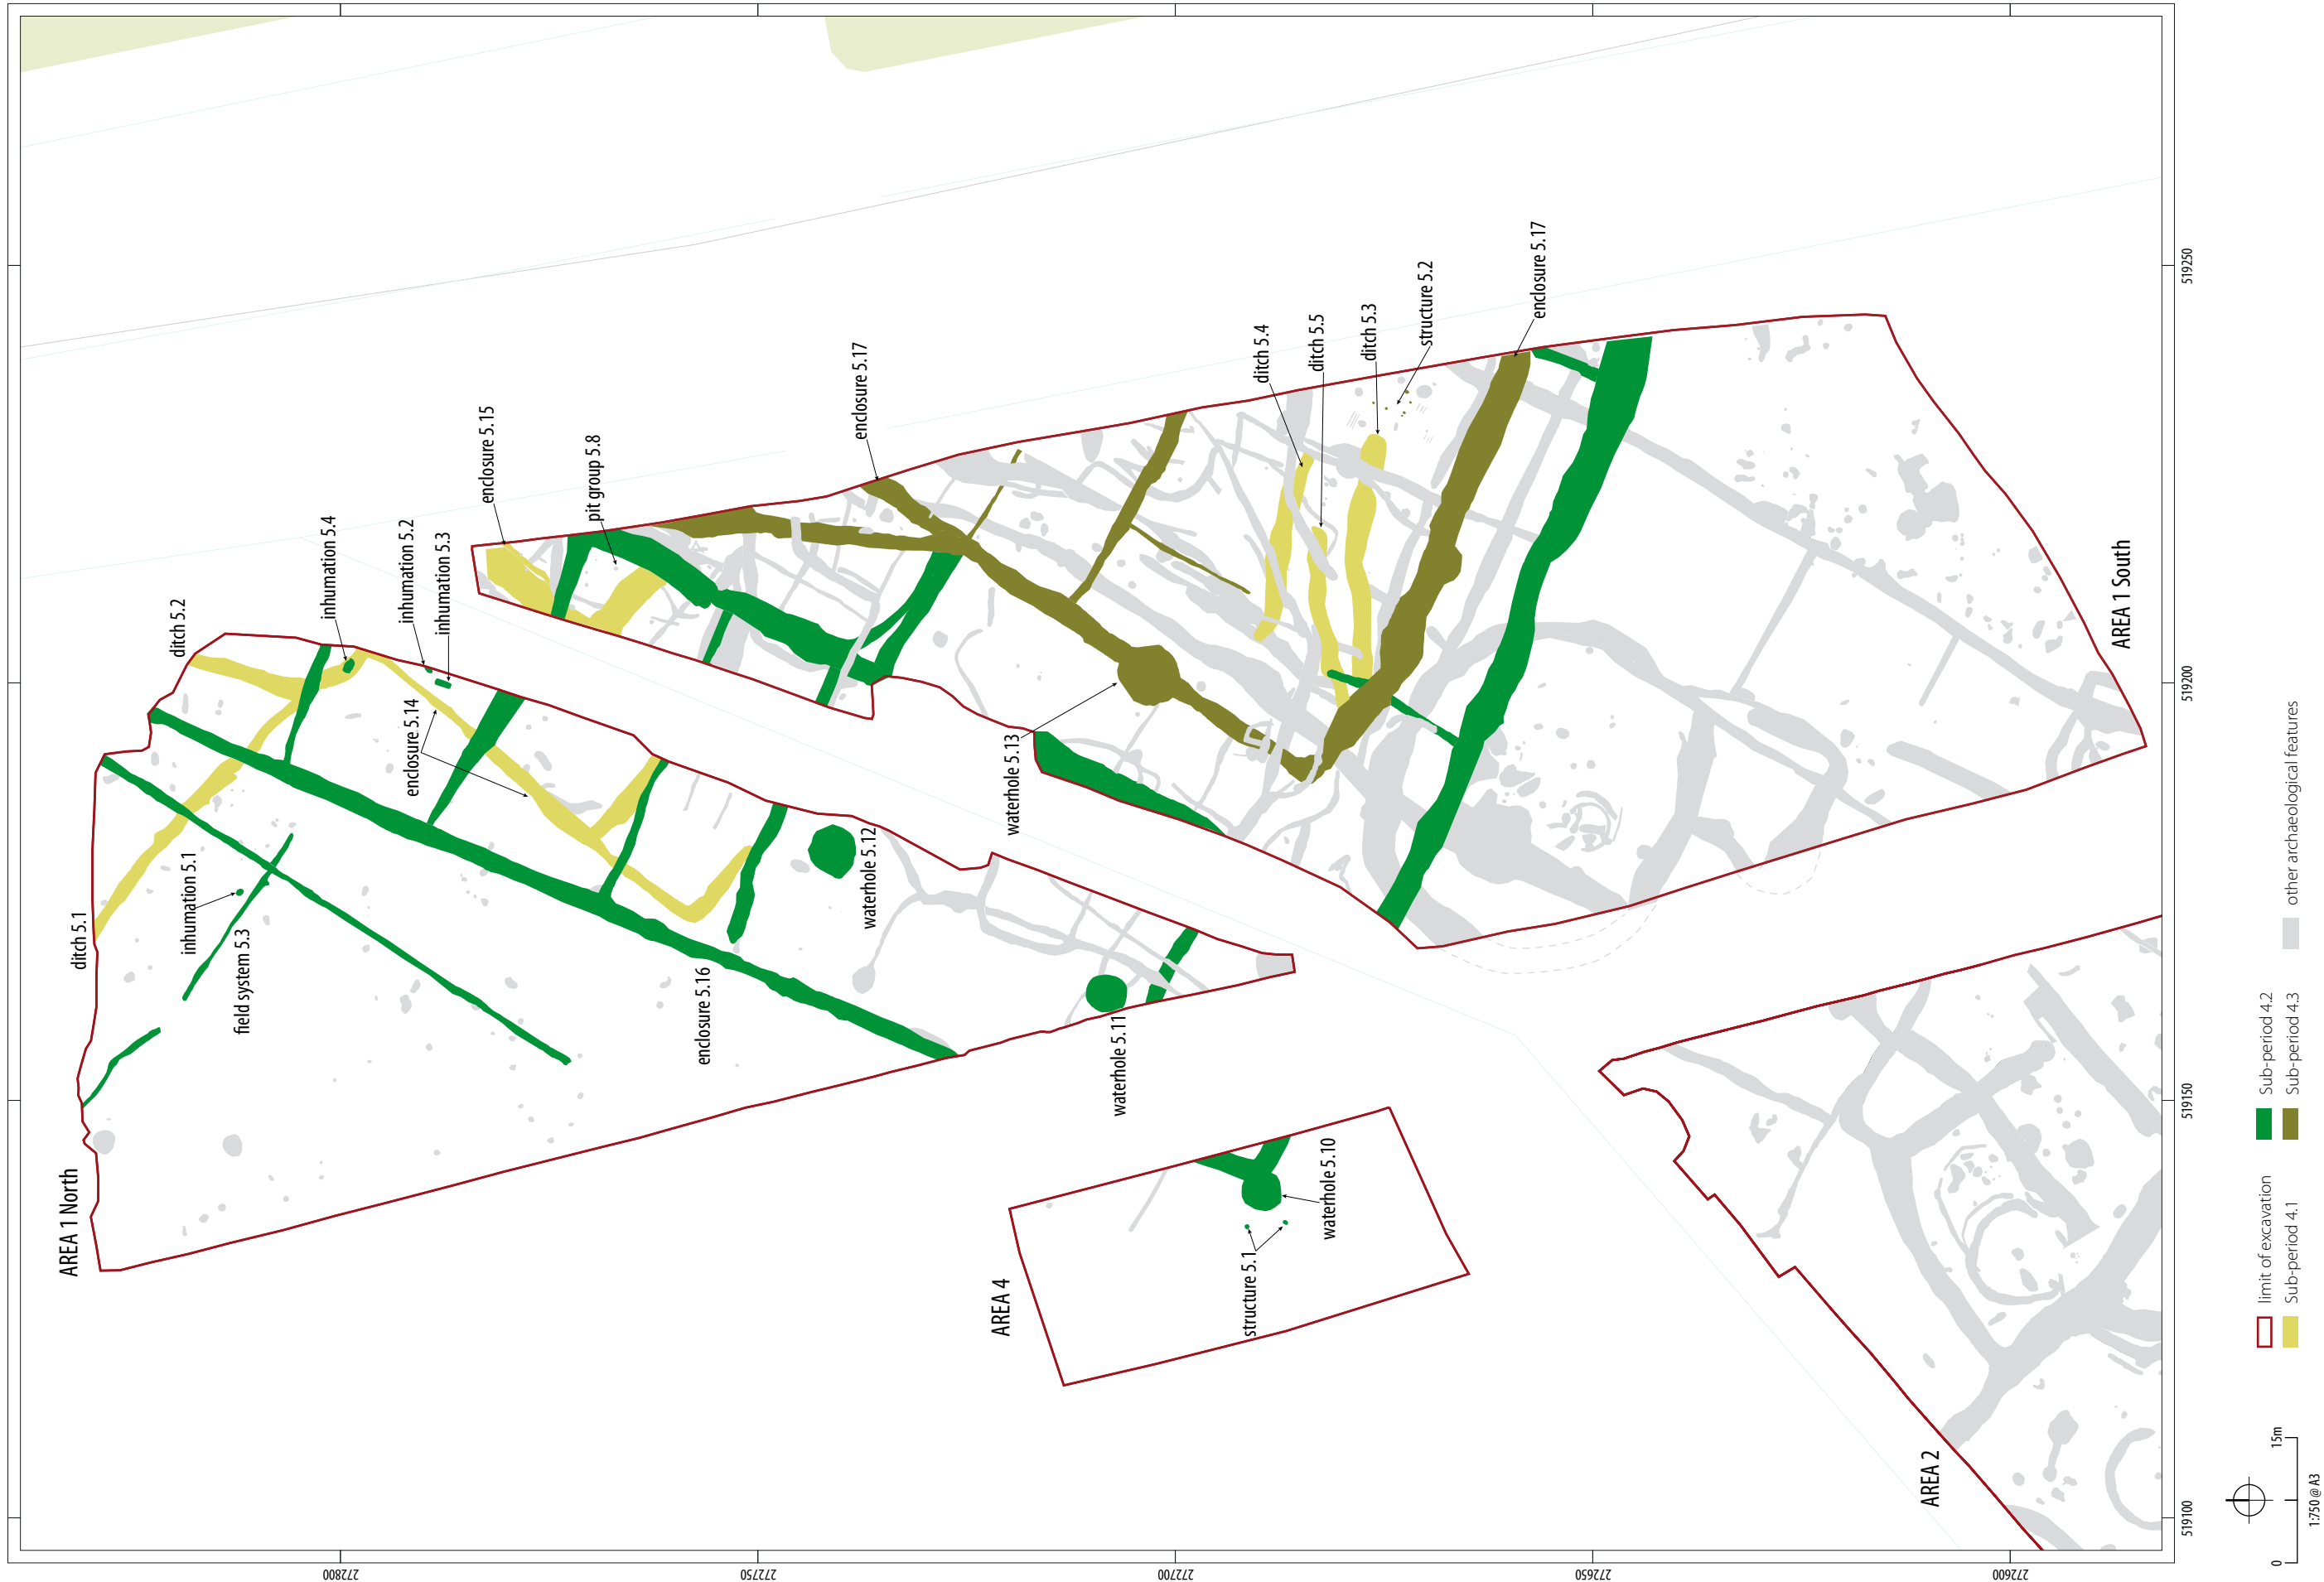 AREA 1 North
ditch 5.1
ditch 5.2
inhumation 5.1
field system 5.3
inhumation 5.4
inhumation 5.2
inhumation 5.3
enclosure 5.14
enclosure 5.15
pit group 5.8
enclosure 5.16
waterhole 5.12
enclosure 5.17
waterhole 5.13
waterhole 5.11
AREA 4
structure 5.1
waterhole 5.10
ditch 5.4
ditch 5.5
ditch 5.3
structure 5.2
enclosure 5.17
AREA 1 South
AREA 2
272800
272750
272700
272650
272600
519250
519200
519150
519100
limit of excavation
Sub-period 4.1
Sub-period 4.2
Sub-period 4.3
other archaeological features
0
15m
1:750 @ A3